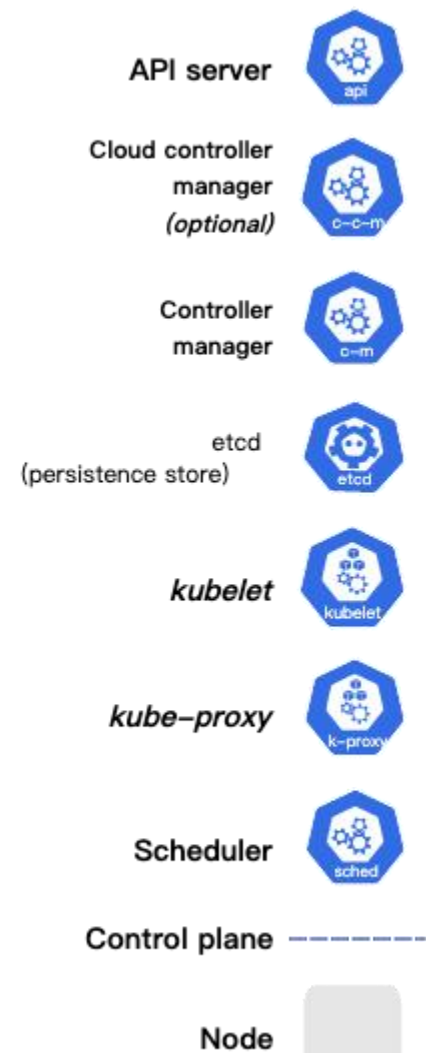 API server
api
Cloud controller
manager
(optional)
c-c-m
Controller
manager
c-m
etcd
(persistence store)
etcd
kubelet
kubelet
kube-proxy
k-proxy
Scheduler
sched
Control plane
Node